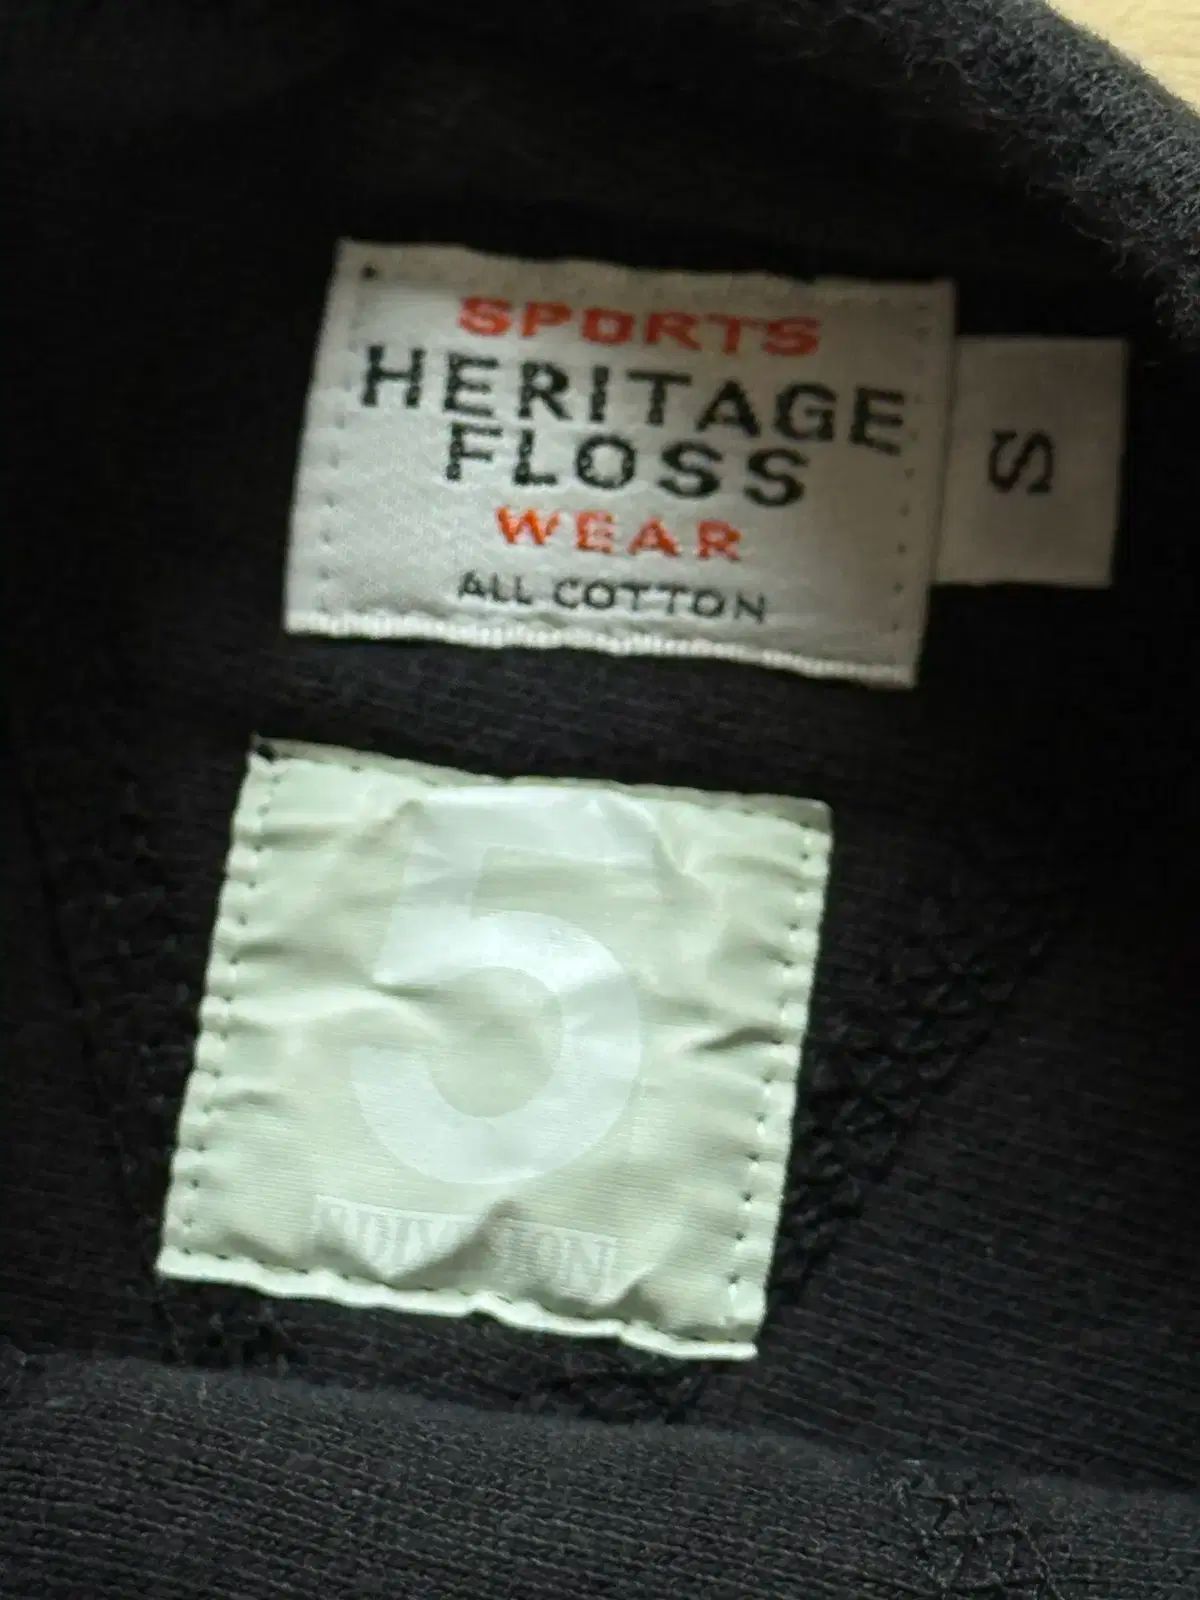 SPORTS
HERITAGE
FLOSS
WEAR
ALL COTTON
S
5